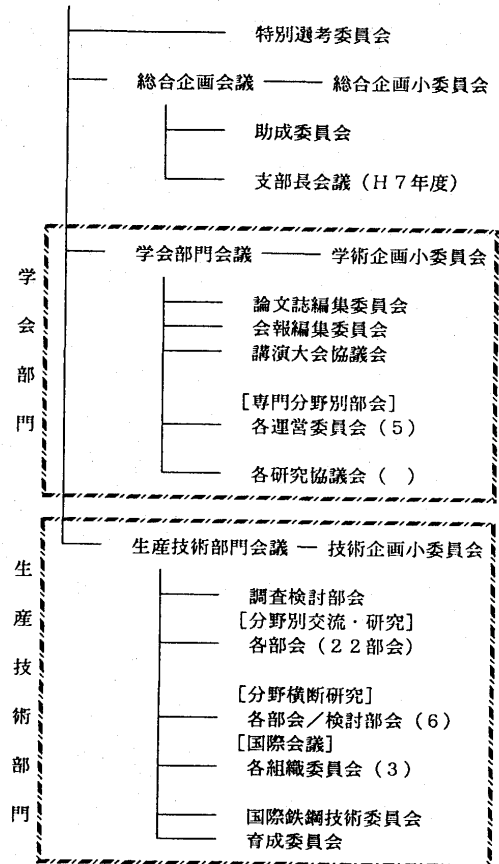 特別選考委員会
総合企画会議 総合企画小委員会
助成委員会
支部長会議(H7年度)
学会部門
学会部門会議 学術企画小委員会
論文誌編集委員会
会報編集委員会
講演大会協議会
[専門分野別部会]
各運営委員会(5)
各研究協議会( )
生産技術部門
生産技術部門会議 技術企画小委員会
調査検討部会
[分野別交流・研究]
各部会(22部会)
[分野横断研究]
各部会/検討部会(6)
[国際会議]
各組織委員会(3)
国際鉄鋼技術委員会
育成委員会